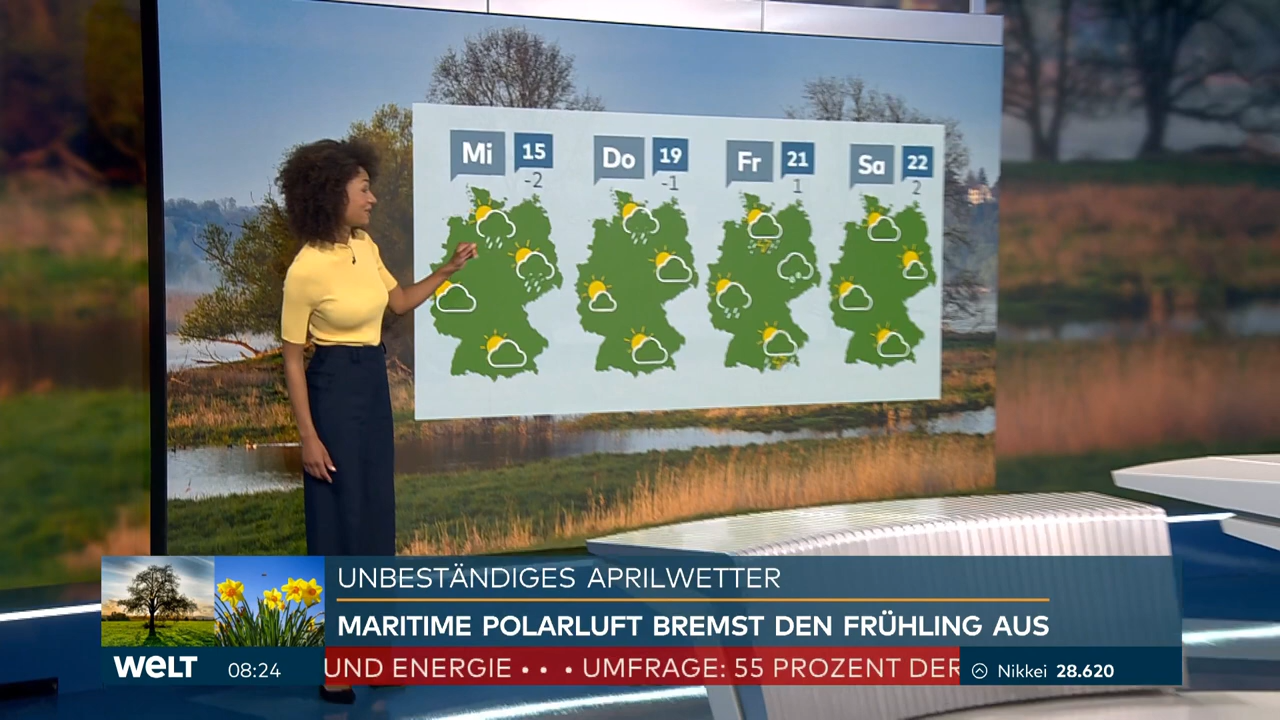 Mi 15 Do 19 Fr 21 Sa 22
-2 -1 1 2
UNBESTÄNDIGES APRILWETTER
MARITIME POLARLUFT BREMST DEN FRÜHLING AUS
welt 08:24 UND ENERGIE • • • UMFRAGE: 55 PROZENT DER Nikkei 28.620